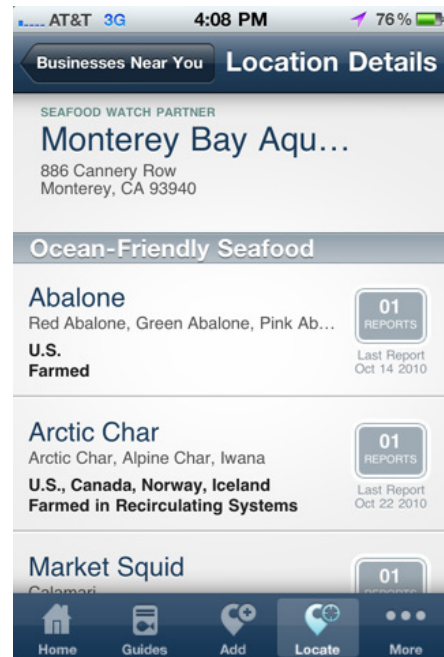 AT&T 3G 4:08 PM 76%
Businesses Near You Location Details
SEAFOOD WATCH PARTNER
Monterey Bay Aqu...
886 Cannery Row
Monterey, CA 93940
Ocean-Friendly Seafood
Abalone
Red Abalone, Green Abalone, Pink Ab...
U.S.
Farmed
01
REPORTS
Last Report
Oct 14 2010
Arctic Char
Arctic Char, Alpine Char, Iwana
U.S., Canada, Norway, Iceland
Farmed in Recirculating Systems
01
REPORTS
Last Report
Oct 22 2010
Market Squid
Calamari
01
REPORTS
Home Guides Add Locate More